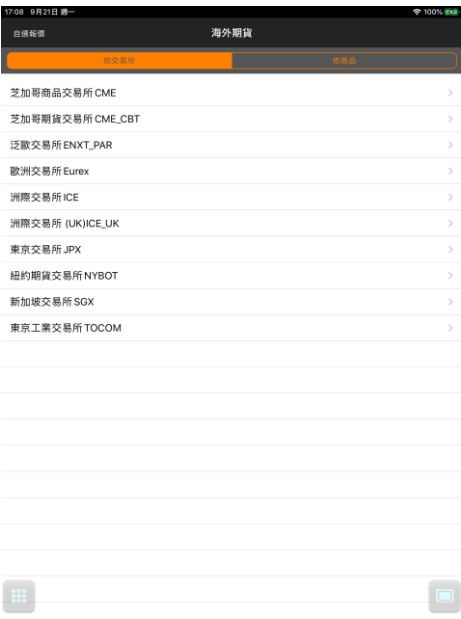 17:08 9月21日 週一 100%
自選報價 海外期貨
依交易所 依商品
芝加哥商品交易所 CME
芝加哥期貨交易所 CME_CBT
泛歐交易所 ENXT_PAR
歐洲交易所 Eurex
洲際交易所 ICE
洲際交易所 (UK)ICE_UK
東京交易所 JPX
紐約期貨交易所 NYBOT
新加坡交易所 SGX
東京工業交易所 TOCOM